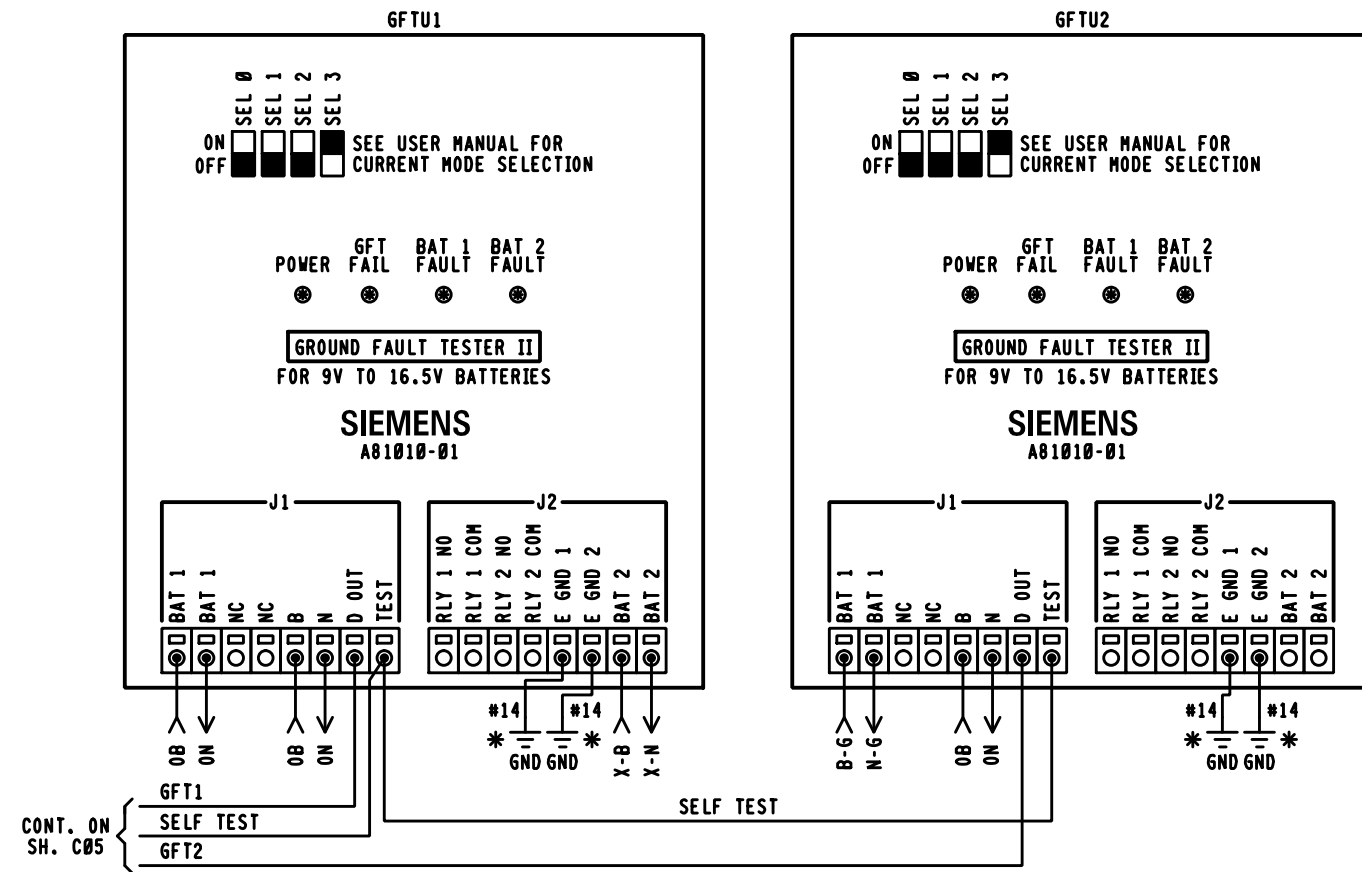 GFTU1
SEL Ø
SEL 1
SEL 2
SEL 3
ON
OFF
SEE USER MANUAL FOR
CURRENT MODE SELECTION
POWER
GFT
FAIL
BAT 1
FAULT
BAT 2
FAULT
GROUND FAULT TESTER II
FOR 9V TO 16.5V BATTERIES
SIEMENS
A81Ø1Ø-Ø1
J1
BAT 1
BAT 1
NC
NC
B
N
D OUT
TEST
J2
RLY 1 NO
RLY 1 COM
RLY 2 NO
RLY 2 COM
E GND 1
E GND 2
BAT 2
BAT 2
OB
ON
OB
ON
#14
#14
* GND
GND *
X-B
X-N
GFTU2
SEL Ø
SEL 1
SEL 2
SEL 3
ON
OFF
SEE USER MANUAL FOR
CURRENT MODE SELECTION
POWER
GFT
FAIL
BAT 1
FAULT
BAT 2
FAULT
GROUND FAULT TESTER II
FOR 9V TO 16.5V BATTERIES
SIEMENS
A81Ø1Ø-Ø1
J1
BAT 1
BAT 1
NC
NC
B
N
D OUT
TEST
J2
RLY 1 NO
RLY 1 COM
RLY 2 NO
RLY 2 COM
E GND 1
E GND 2
BAT 2
BAT 2
B-G
N-G
OB
ON
#14
#14
* GND
GND *
CONT. ON
SH. CØ5
GFT1
SELF TEST
GFT2
SELF TEST